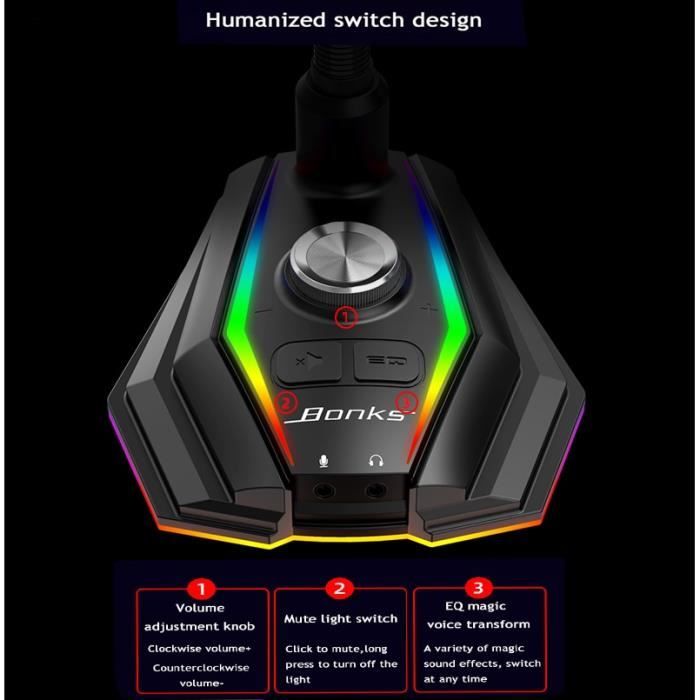 Humanized switch design
- +
1
x EQ
2 3
Bonks
1
Volume
adjustment knob
Clockwise volume+
Counterclockwise
volume-
2
Mute light switch
Click to mute,long
press to turn off the
light
3
EQ magic
voice transform
A variety of magic
sound effects, switch
at any time